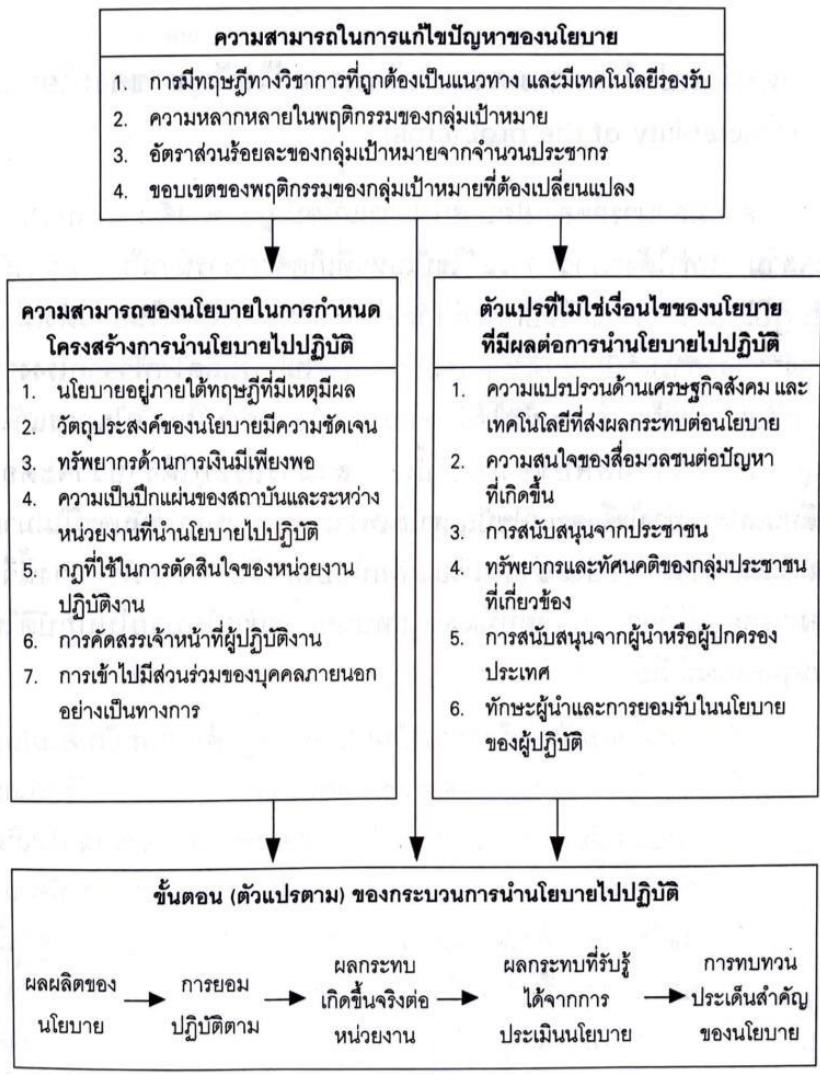 ความสามารถในการแก้ไขปัญหาของนโยบาย
1. การมีทฤษฎีทางวิชาการที่ถูกต้องเป็นแนวทาง และมีเทคโนโลยีรองรับ
2. ความหลากหลายในพฤติกรรมของกลุ่มเป้าหมาย
3. อัตราส่วนร้อยละของกลุ่มเป้าหมายจากจำนวนประชากร
4. ขอบเขตของพฤติกรรมของกลุ่มเป้าหมายที่ต้องเปลี่ยนแปลง
ความสามารถของนโยบายในการกำหนด
โครงสร้างการนำนโยบายไปปฏิบัติ
1. นโยบายอยู่ภายใต้ทฤษฎีที่มีเหตุมีผล
2. วัตถุประสงค์ของนโยบายมีความชัดเจน
3. ทรัพยากรด้านการเงินมีเพียงพอ
4. ความเป็นปึกแผ่นของสถาบันและระหว่าง
หน่วยงานที่นำนโยบายไปปฏิบัติ
5. กฎที่ใช้ในการตัดสินใจของหน่วยงาน
ปฏิบัติงาน
6. การคัดสรรเจ้าหน้าที่ผู้ปฏิบัติงาน
7. การเข้าไปมีส่วนร่วมของบุคคลภายนอก
อย่างเป็นทางการ
ตัวแปรที่ไม่ใช่เงื่อนไขของนโยบาย
ที่มีผลต่อการนำนโยบายไปปฏิบัติ
1. ความแปรปรวนด้านเศรษฐกิจสังคม และ
เทคโนโลยีที่ส่งผลกระทบต่อนโยบาย
2. ความสนใจของสื่อมวลชนต่อปัญหา
ที่เกิดขึ้น
3. การสนับสนุนจากประชาชน
4. ทรัพยากรและทัศนคติของกลุ่มประชาชน
ที่เกี่ยวข้อง
5. การสนับสนุนจากผู้นำหรือผู้ปกครอง
ประเทศ
6. ทักษะผู้นำและการยอมรับในนโยบาย
ของผู้ปฏิบัติ
ขั้นตอน (ตัวแปรตาม) ของกระบวนการนำนโยบายไปปฏิบัติ
ผลผลิตของ
นโยบาย
การยอม
ปฏิบัติตาม
ผลกระทบ
เกิดขึ้นจริงต่อ
หน่วยงาน
ผลกระทบที่รับรู้
ได้จากการ
ประเมินนโยบาย
การทบทวน
ประเด็นสำคัญ
ของนโยบาย